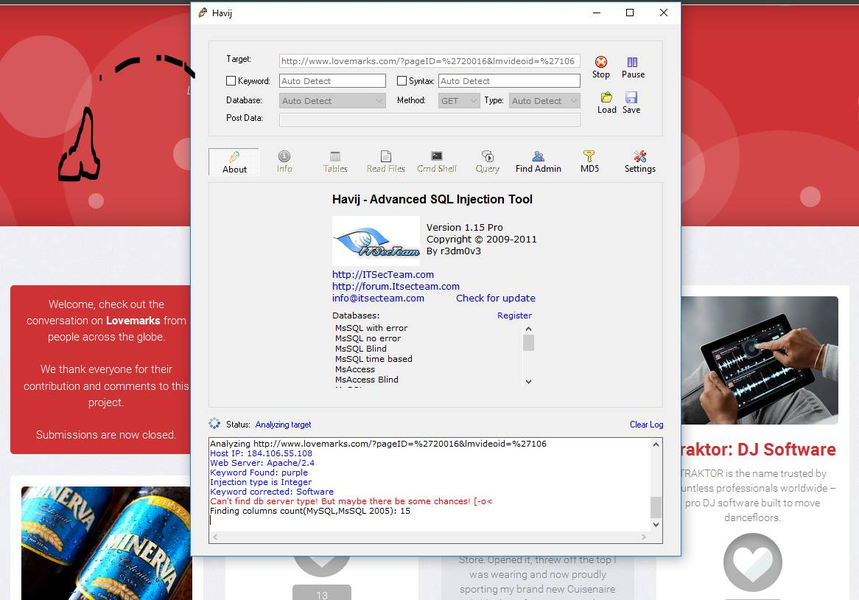 Havij
Target:
http://www.lovemarks.com/?pageID=%2720016&lmvideoid=%27106
Keyword:
Auto Detect
Syntax:
Auto Detect
Database:
Auto Detect
Method:
GET
Type:
Auto Detect
Post Data:
Stop
Pause
Load
Save
About
Info
Tables
Read Files
Cmd Shell
Query
Find Admin
MD5
Settings
Havij - Advanced SQL Injection Tool
ITSecTeam
Version 1.15 Pro
Copyright © 2009-2011
By r3dm0v3
http://ITSecTeam.com
http://forum.Itsecteam.com
info@itsecteam.com
Check for update
Databases:
Register
MsSQL with error
MsSQL no error
MsSQL Blind
MsSQL time based
MsAccess
MsAccess Blind
Status:
Analyzing target
Clear Log
Analyzing http://www.lovemarks.com/?pageID=%2720016&lmvideoid=%27106
Host IP: 184.106.55.108
Web Server: Apache/2.4
Keyword Found: purple
Injection type is Integer
Keyword corrected: Software
Can't find db server type! But maybe there be some chances! [-o<
Finding columns count(MySQL,MsSQL 2005): 15
Welcome, check out the
conversation on Lovemarks from
people across the globe.
We thank everyone for their
contribution and comments to this
project.
Submissions are now closed.
MINERVA
MINERVA
13
Store. Opened it, threw off the top I
was wearing and now proudly
sporting my brand new Cuisenaire
raktor: DJ Software
TRAKTOR is the name trusted by
untless professionals worldwide –
pro DJ software built to move
dancefloors.